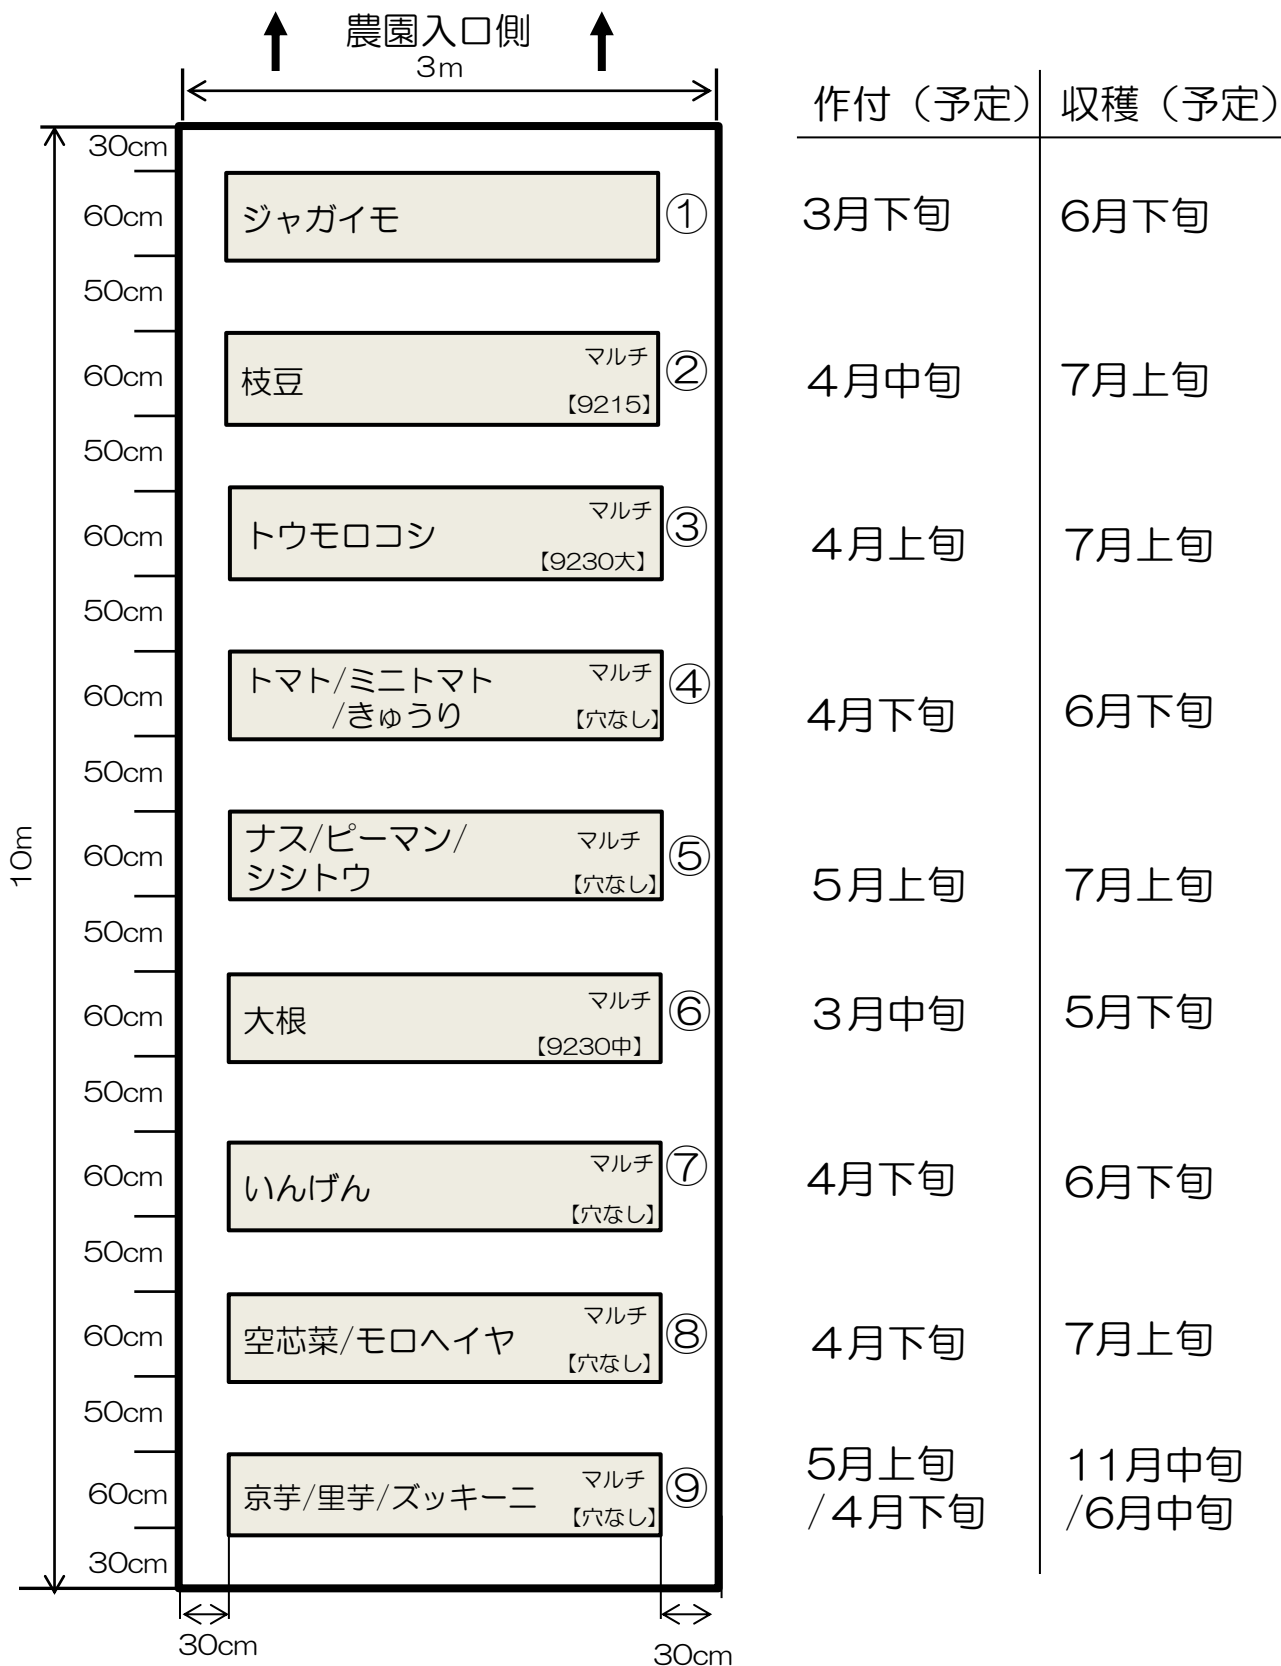 農園入口側
3m
作付（予定）
収穫（予定）
30cm
60cm
ジャガイモ
①
3月下旬
6月下旬
50cm
60cm
枝豆
マルチ
【9215】
②
4月中旬
7月上旬
50cm
60cm
トウモロコシ
マルチ
【9230大】
③
4月上旬
7月上旬
50cm
60cm
トマト/ミニトマト
/きゅうり
マルチ
【穴なし】
④
4月下旬
6月下旬
50cm
10m
60cm
ナス/ピーマン/
シシトウ
マルチ
【穴なし】
⑤
5月上旬
7月上旬
50cm
60cm
大根
マルチ
【9230中】
⑥
3月中旬
5月下旬
50cm
60cm
いんげん
マルチ
【穴なし】
⑦
4月下旬
6月下旬
50cm
60cm
空芯菜/モロヘイヤ
マルチ
【穴なし】
⑧
4月下旬
7月上旬
50cm
60cm
京芋/里芋/ズッキーニ
マルチ
【穴なし】
⑨
5月上旬
/4月下旬
11月中旬
/6月中旬
30cm
30cm
30cm